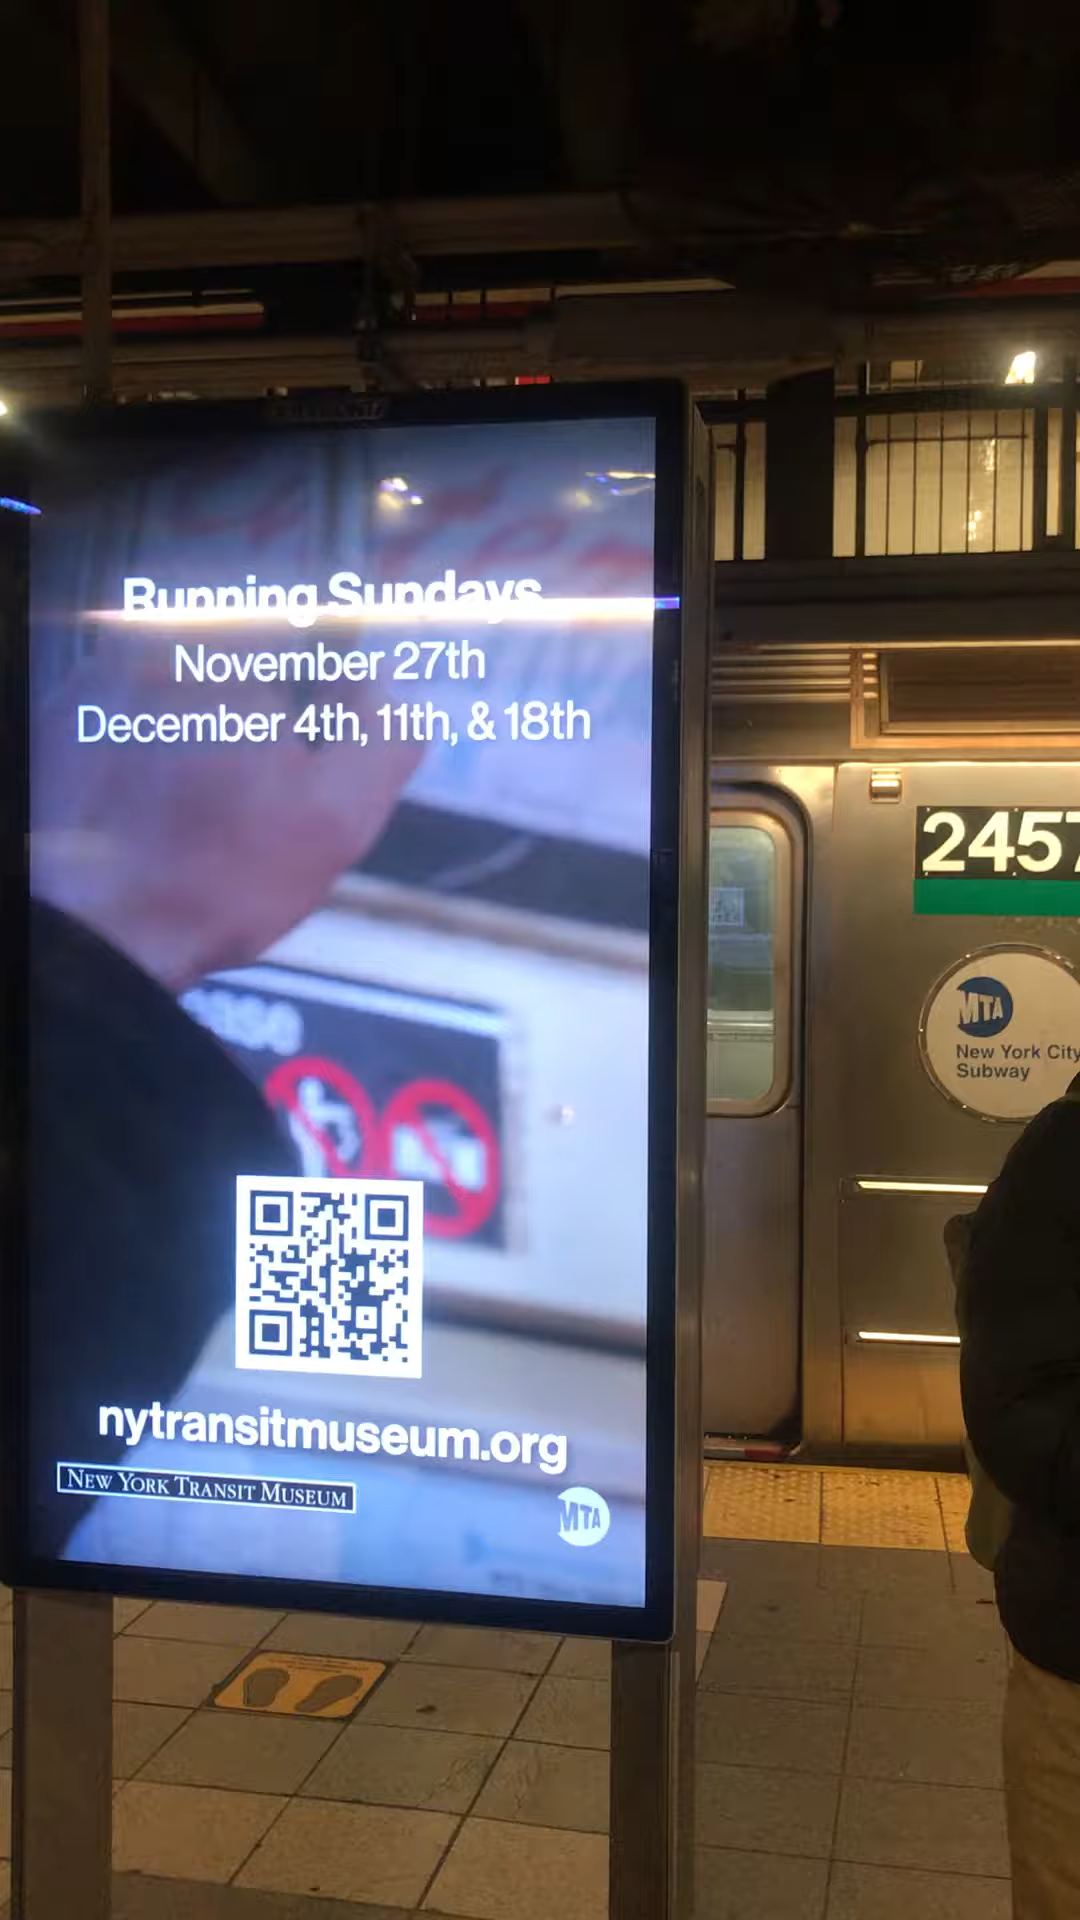 Running Sundays
November 27th
December 4th, 11th, & 18th
ease
nytransitmuseum.org
NEW YORK TRANSIT MUSEUM
MTA
2457
MTA
New York City
Subway